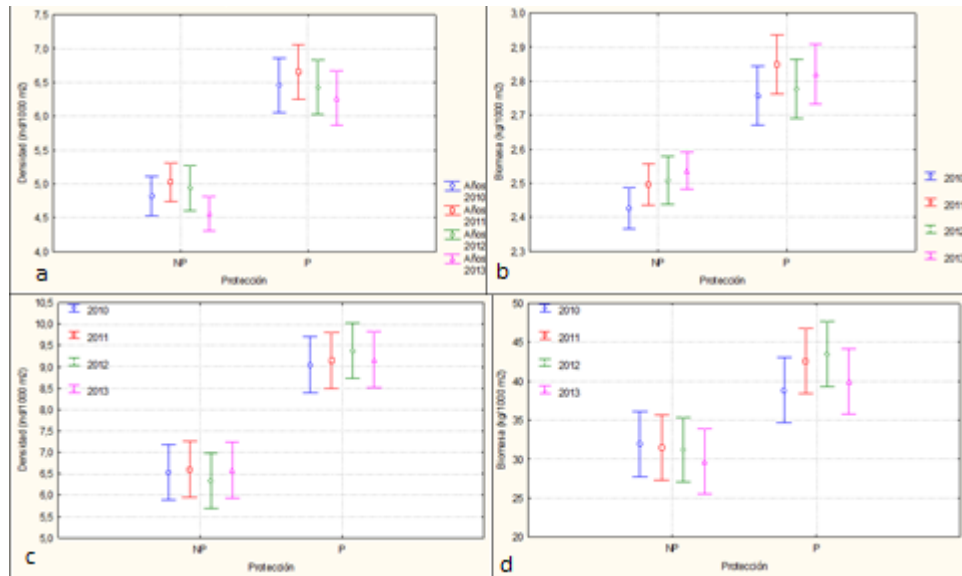 7,5
7,0
6,5
6,0
5,5
5,0
4,5
4,0
Densidad (ind/1000 m2)
NP
P
Protección
Años
2010
Años
2011
Años
2012
Años
2013
a
3,0
2,9
2,8
2,7
2,6
2,5
2,4
2,3
Biomasa (kg/1000 m2)
NP
P
Protección
2010
2011
2012
2013
b
10,5
10,0
9,5
9,0
8,5
8,0
7,5
7,0
6,5
6,0
5,5
5,0
Densidad (ind/1000 m2)
2010
2011
2012
2013
NP
P
Protección
c
50
45
40
35
30
25
20
Biomasa (kg/1000 m2)
2010
2011
2012
2013
NP
P
Protección
d